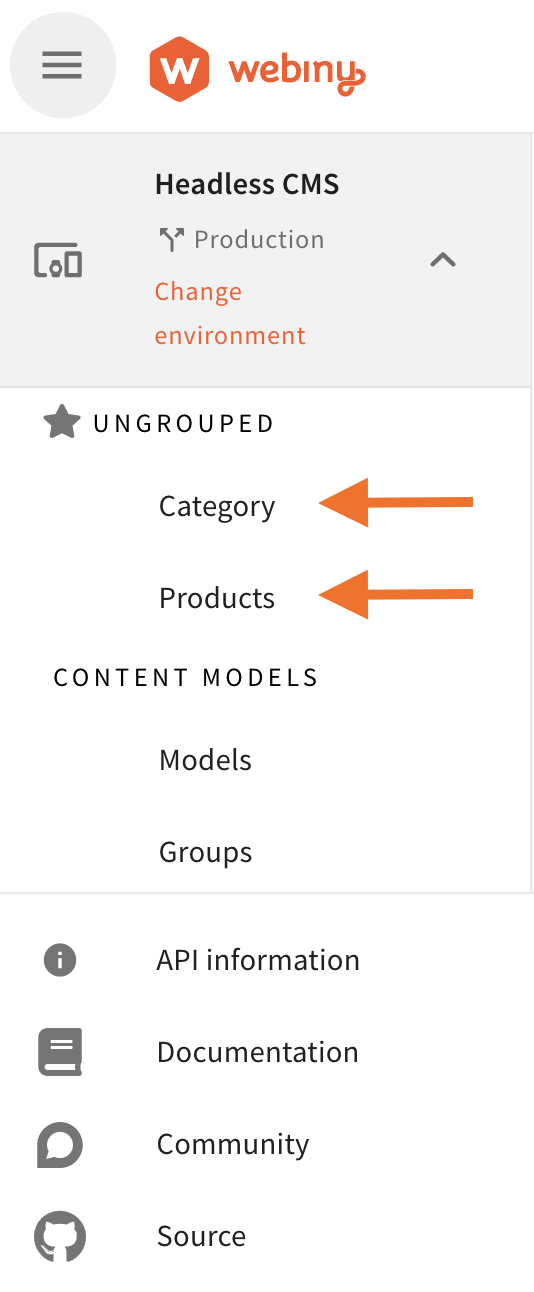 webiny
Headless CMS
Production
Change
environment
UNGROUPED
Category
Products
CONTENT MODELS
Models
Groups
API information
Documentation
Community
Source